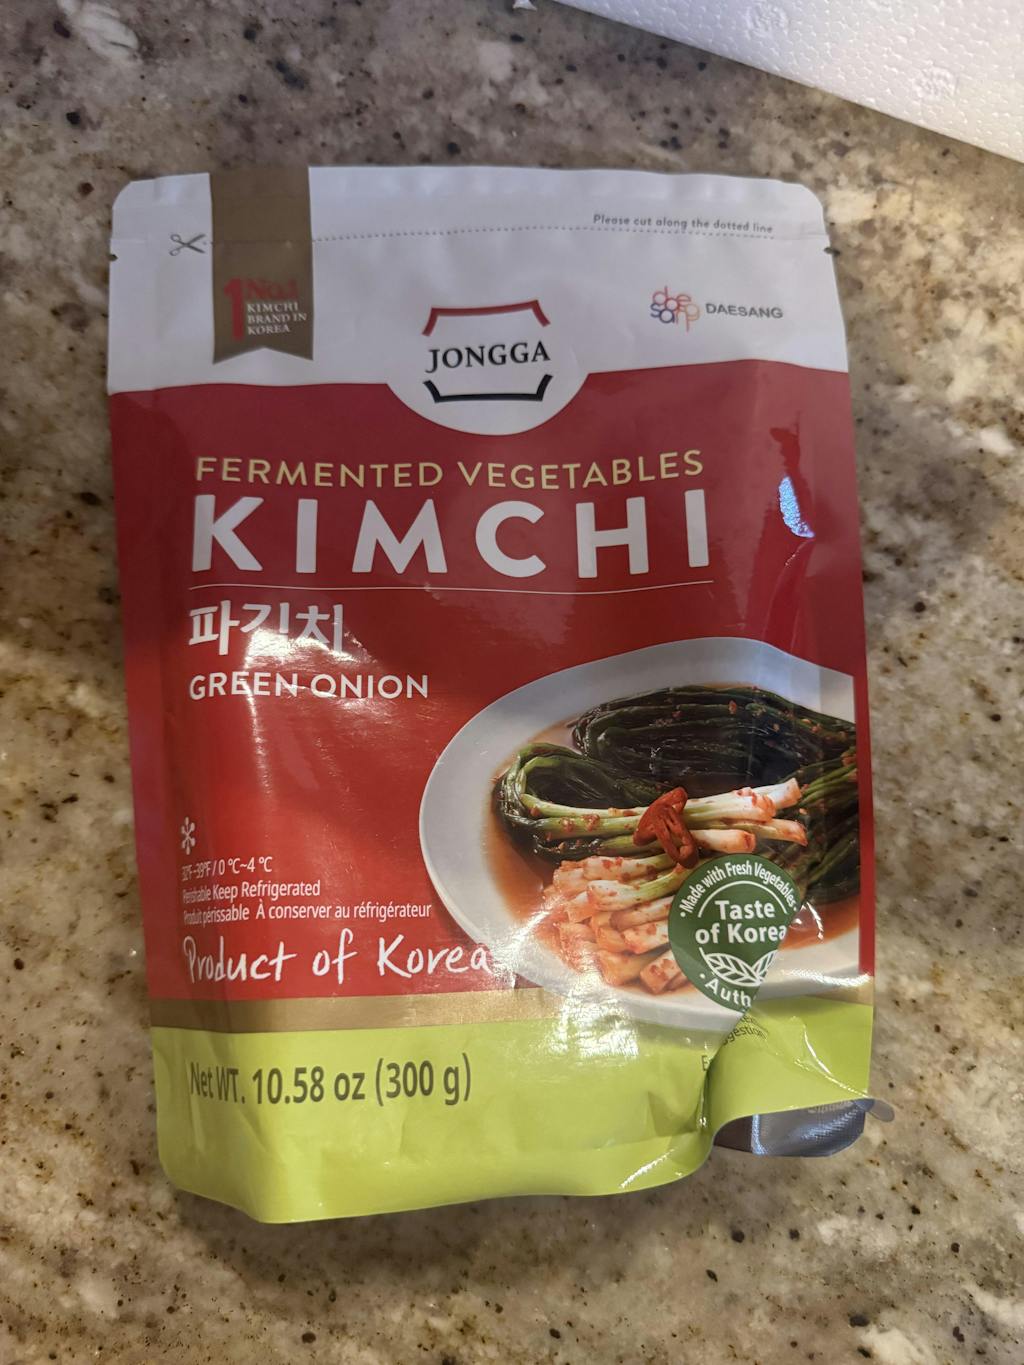 Please cut along the dotted line
1 No.1
KIMCHI
BRAND IN
KOREA
JONGGA
daesang DAESANG
FERMENTED VEGETABLES
KIMCHI
파김치
GREEN ONION
32°F~39°F / 0 °C~4 °C
Perishable Keep Refrigerated
Produit périssable À conserver au réfrigérateur
Product of Korea
Made with Fresh Vegetables
Taste
of Korea
Net WT. 10.58 oz (300 g)